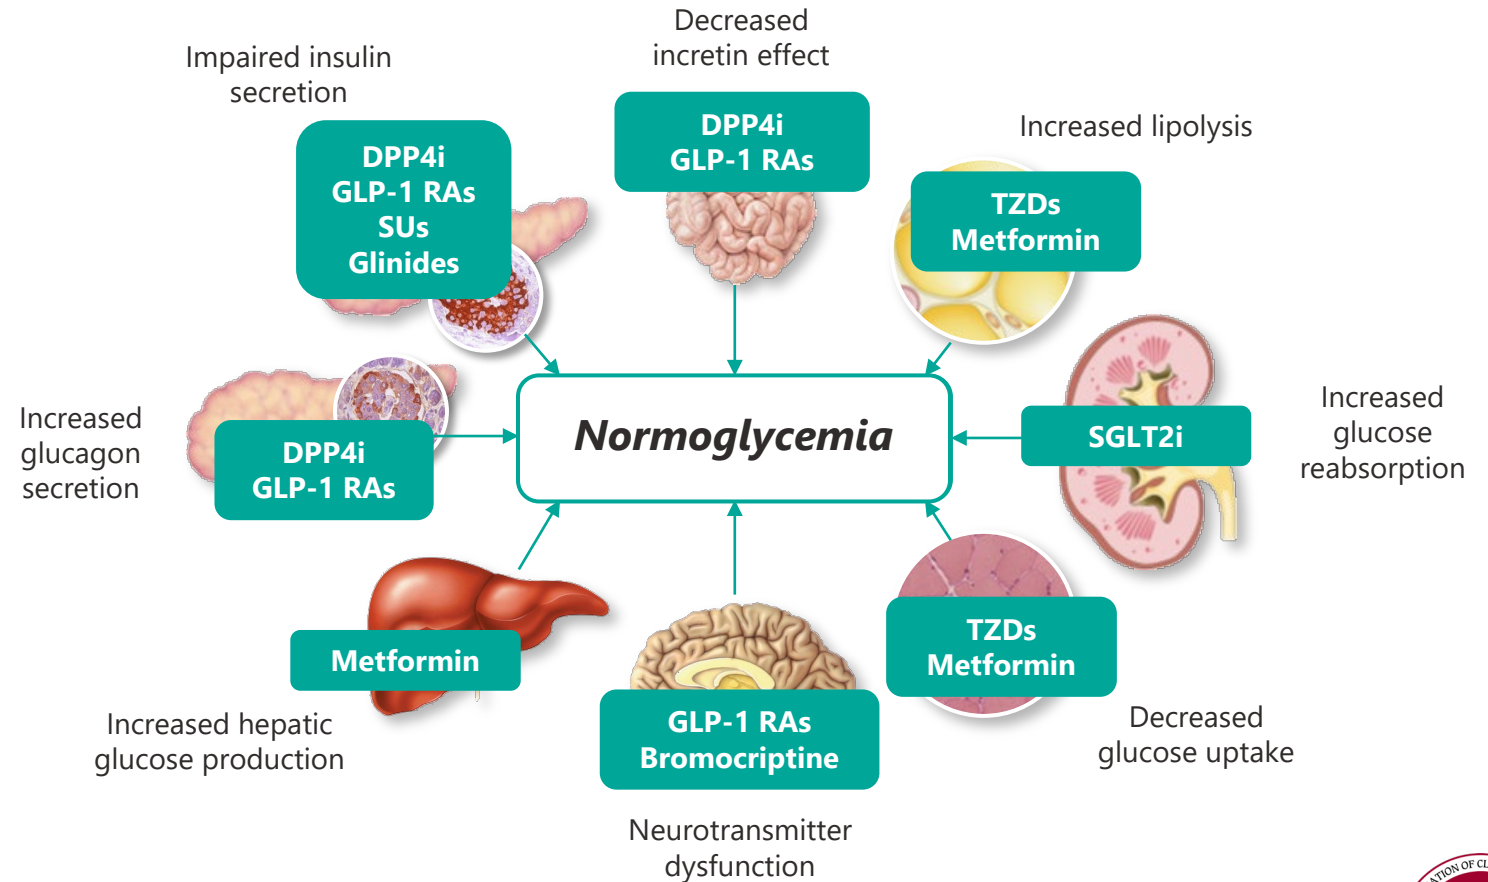 Decreased
incretin effect
Impaired insulin
secretion
DPP4i
GLP-1 RAs
Increased lipolysis
DPP4i
GLP-1 RAs
SUs
Glinides
TZDs
Metformin
Increased
glucagon
secretion
DPP4i
GLP-1 RAs
Normoglycemia
SGLT2i
Increased
glucose
reabsorption
Metformin
TZDs
Metformin
Increased hepatic
glucose production
GLP-1 RAs
Bromocriptine
Decreased
glucose uptake
Neurotransmitter
dysfunction
OF